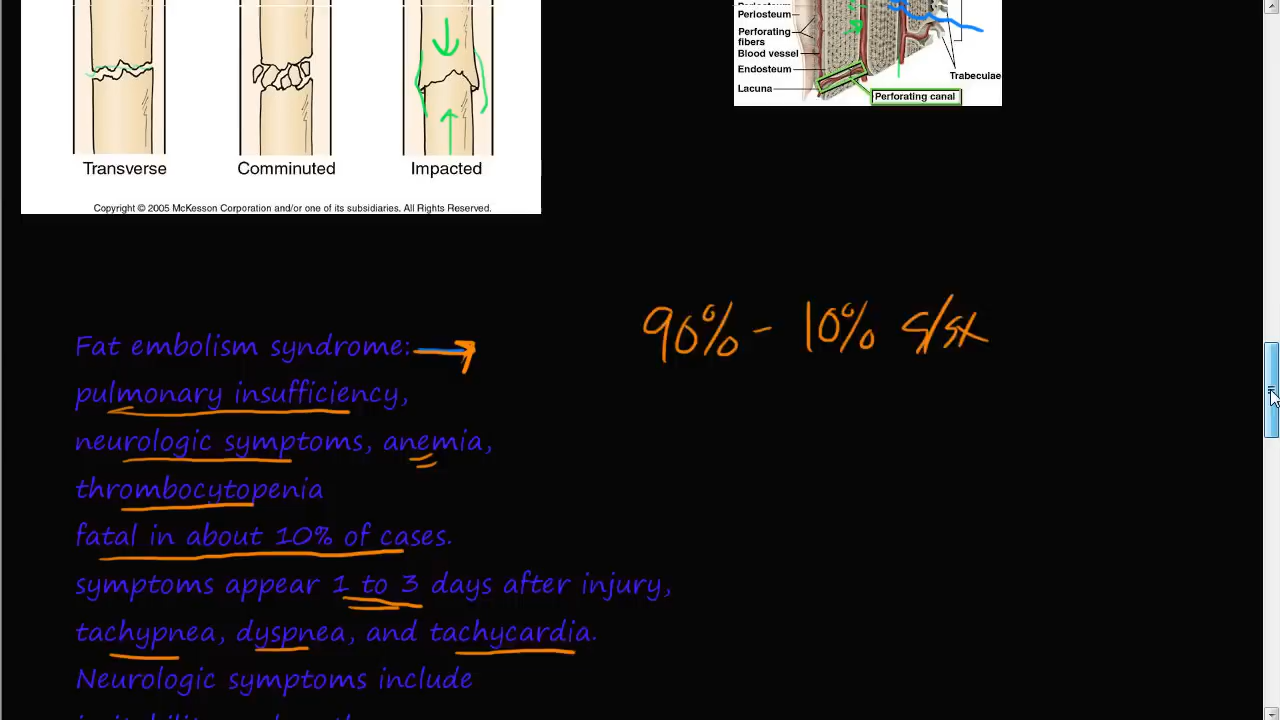 Transverse
Comminuted
Impacted
Copyright © 2005 McKesson Corporation and/or one of its subsidiaries. All Rights Reserved.
Periosteum
Perforating
fibers
Blood vessel
Endosteum
Lacuna
Trabeculae
Perforating canal
90% - 10% s/sx
Fat embolism syndrome:
pulmonary insufficiency,
neurologic symptoms, anemia,
thrombocytopenia
fatal in about 10% of cases.
symptoms appear 1 to 3 days after injury,
tachypnea, dyspnea, and tachycardia.
Neurologic symptoms include